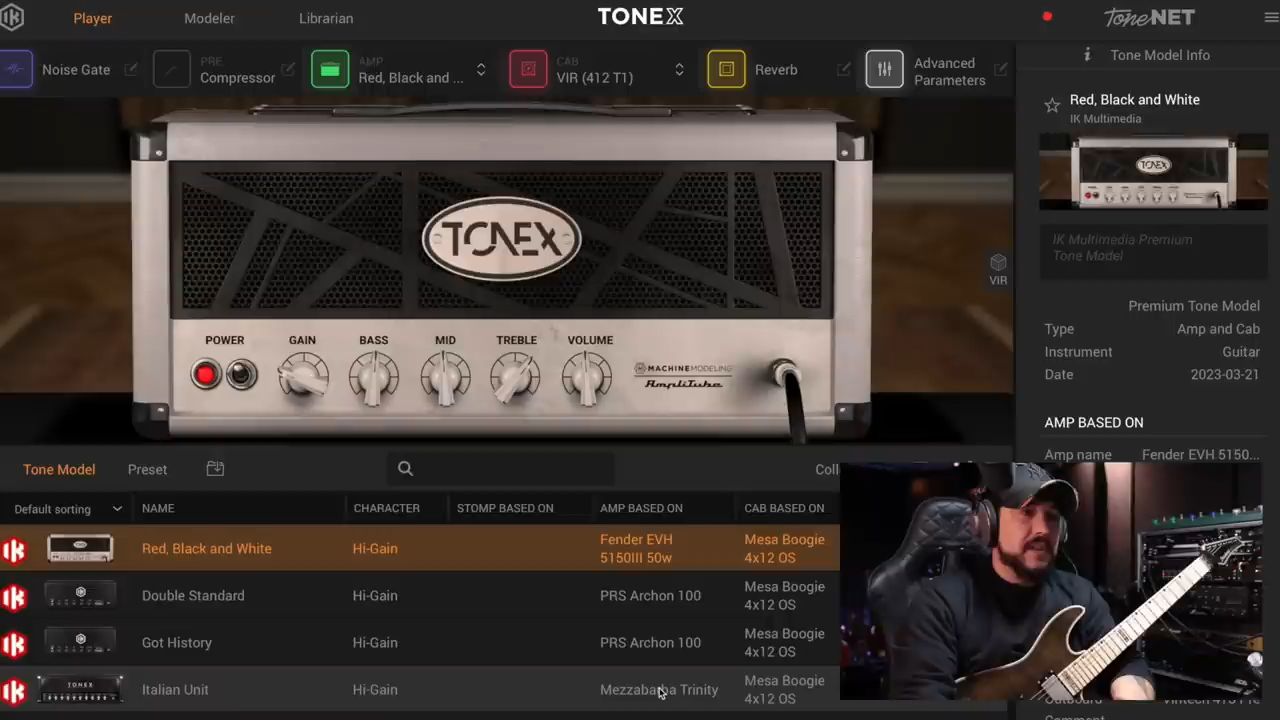 Player
Modeler
Librarian
TONEX
ToneNET
Noise Gate
PRE
Compressor
AMP
Red, Black and ...
CAB
VIR (412 T1)
Reverb
Advanced
Parameters
Tone Model Info
Red, Black and White
IK Multimedia
TONEX
IK Multimedia Premium
Tone Model
TONEX
VIR
Premium Tone Model
Type Amp and Cab
Instrument Guitar
Date 2023-03-21
POWER GAIN BASS MID TREBLE VOLUME
MACHINE MODELING
AmpliTube
AMP BASED ON
Amp name Fender EVH 5150...
Tone Model
Preset
Default sorting
NAME
CHARACTER
STOMP BASED ON
AMP BASED ON
CAB BASED ON
Red, Black and White
Hi-Gain
Fender EVH
5150III 50w
Mesa Boogie
4x12 OS
Double Standard
Hi-Gain
PRS Archon 100
Mesa Boogie
4x12 OS
Got History
Hi-Gain
PRS Archon 100
Mesa Boogie
4x12 OS
TONEX
Italian Unit
Hi-Gain
Mezzabarba Trinity
Mesa Boogie
4x12 OS